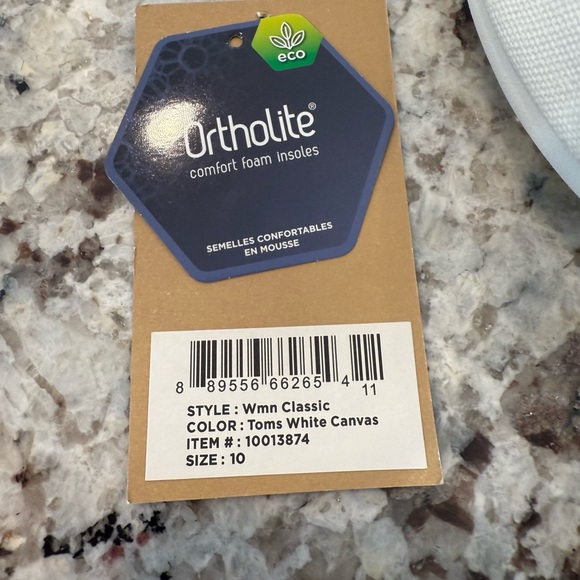 eco
Ortholite®
comfort foam insoles
SEMELLES CONFORTABLES
EN MOUSSE
8 89556 66265 4 11
STYLE : Wmn Classic
COLOR : Toms White Canvas
ITEM # : 10013874
SIZE : 10